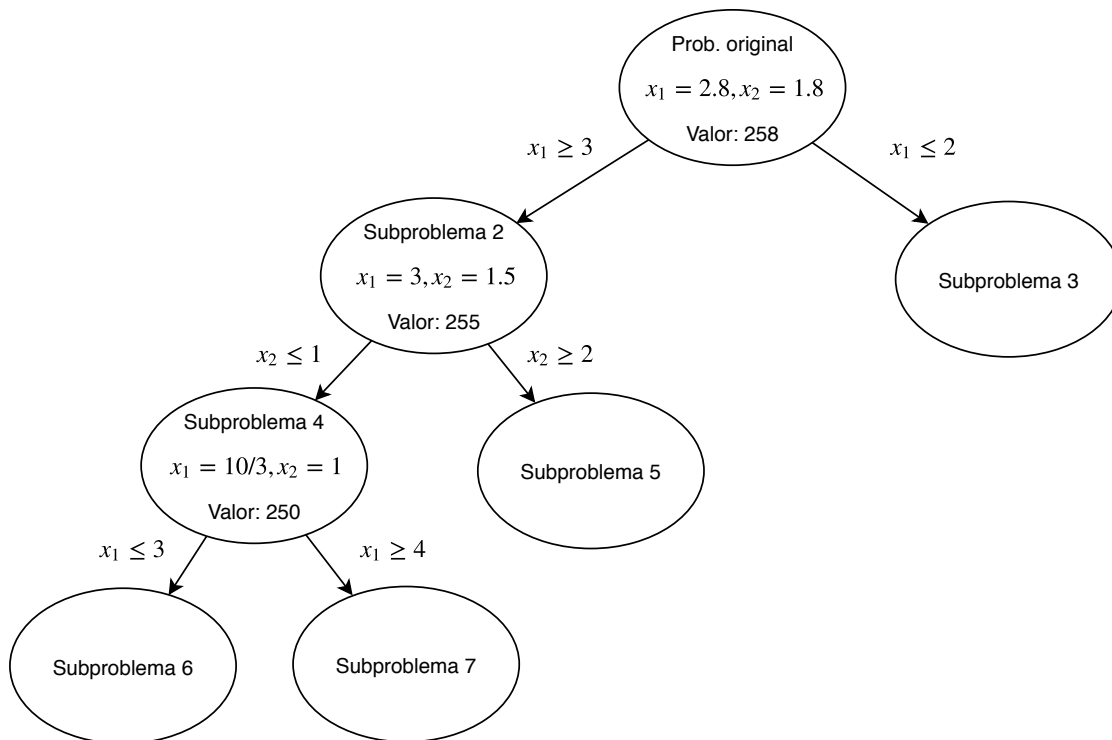 Prob. original
x₁ = 2.8, x₂ = 1.8
Valor: 258
x₁ ≥ 3
x₁ ≤ 2
Subproblema 2
x₁ = 3, x₂ = 1.5
Valor: 255
Subproblema 3
x₂ ≤ 1
x₂ ≥ 2
Subproblema 4
x₁ = 10/3, x₂ = 1
Valor: 250
Subproblema 5
x₁ ≤ 3
x₁ ≥ 4
Subproblema 6
Subproblema 7